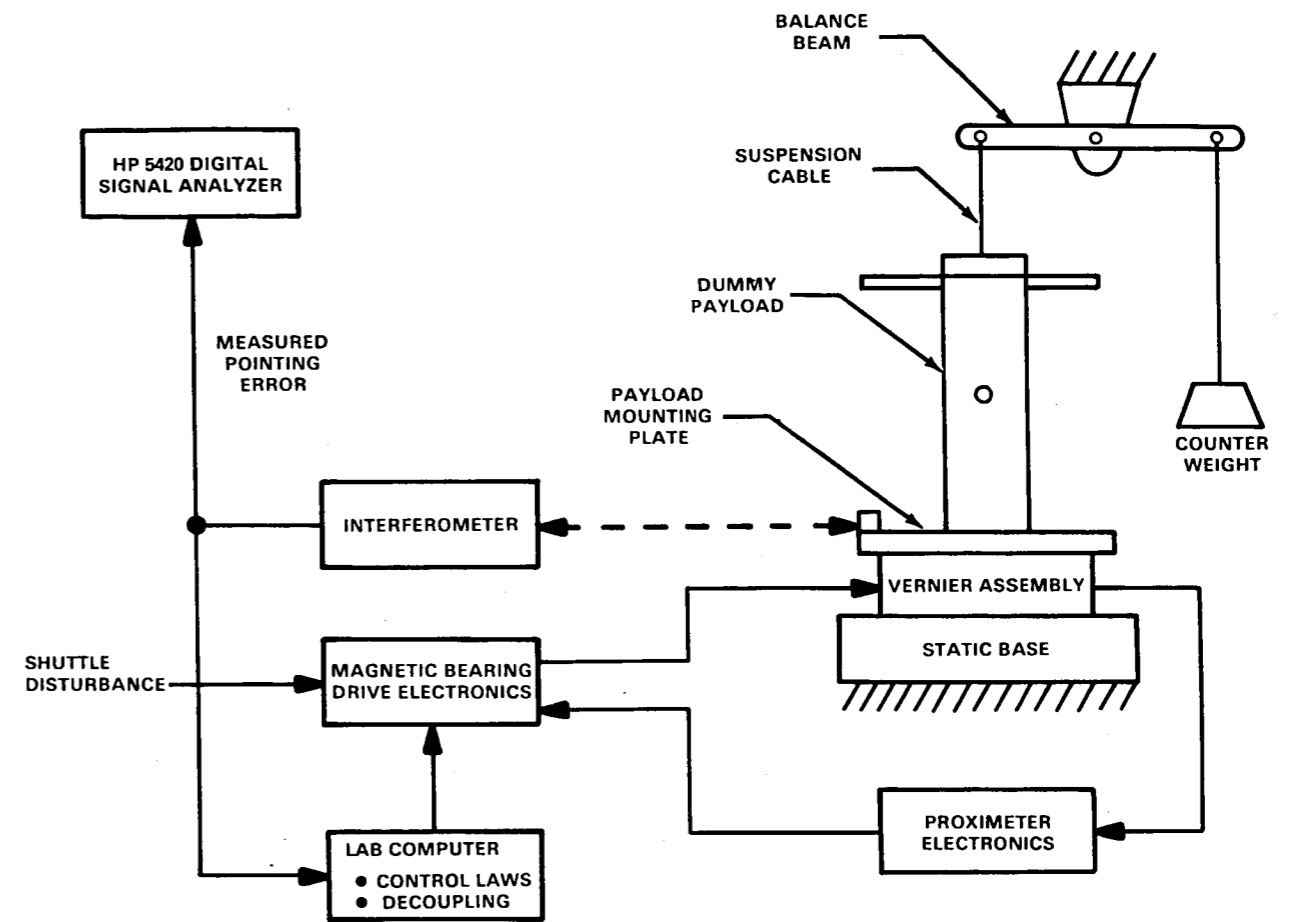 BALANCE
BEAM
HP 5420 DIGITAL
SIGNAL ANALYZER
SUSPENSION
CABLE
DUMMY
PAYLOAD
MEASURED
POINTING
ERROR
PAYLOAD
MOUNTING
PLATE
COUNTER
WEIGHT
INTERFEROMETER
VERNIER ASSEMBLY
STATIC BASE
SHUTTLE
DISTURBANCE
MAGNETIC BEARING
DRIVE ELECTRONICS
PROXIMETER
ELECTRONICS
LAB COMPUTER
● CONTROL LAWS
● DECOUPLING